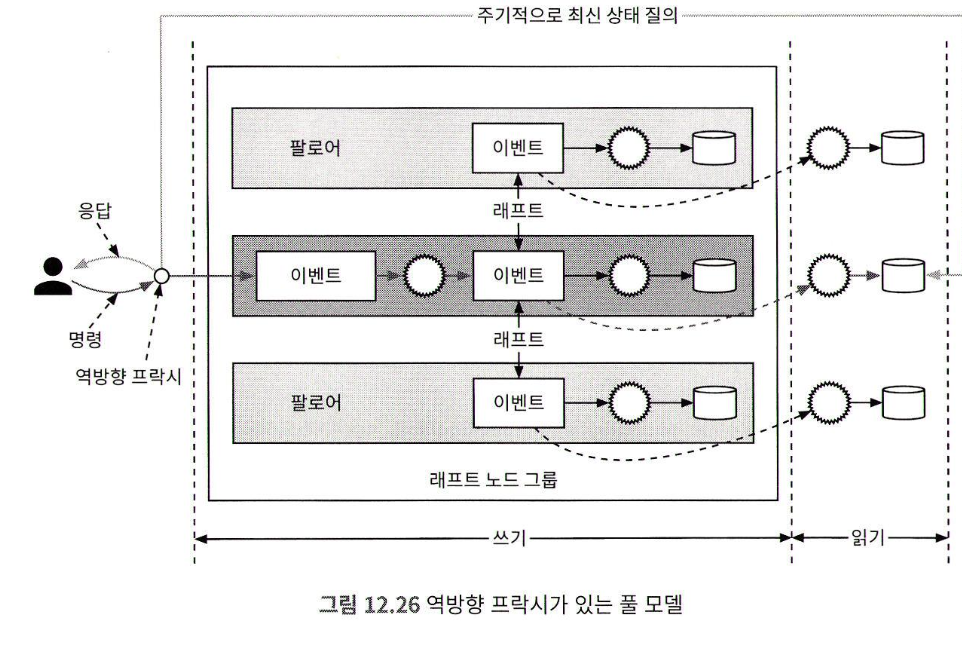 주기적으로 최신 상태 질의
팔로어
이벤트
래프트
응답
이벤트
이벤트
명령
래프트
역방향 프락시
팔로어
이벤트
래프트 노드 그룹
쓰기
읽기
그림 12.26 역방향 프락시가 있는 풀 모델